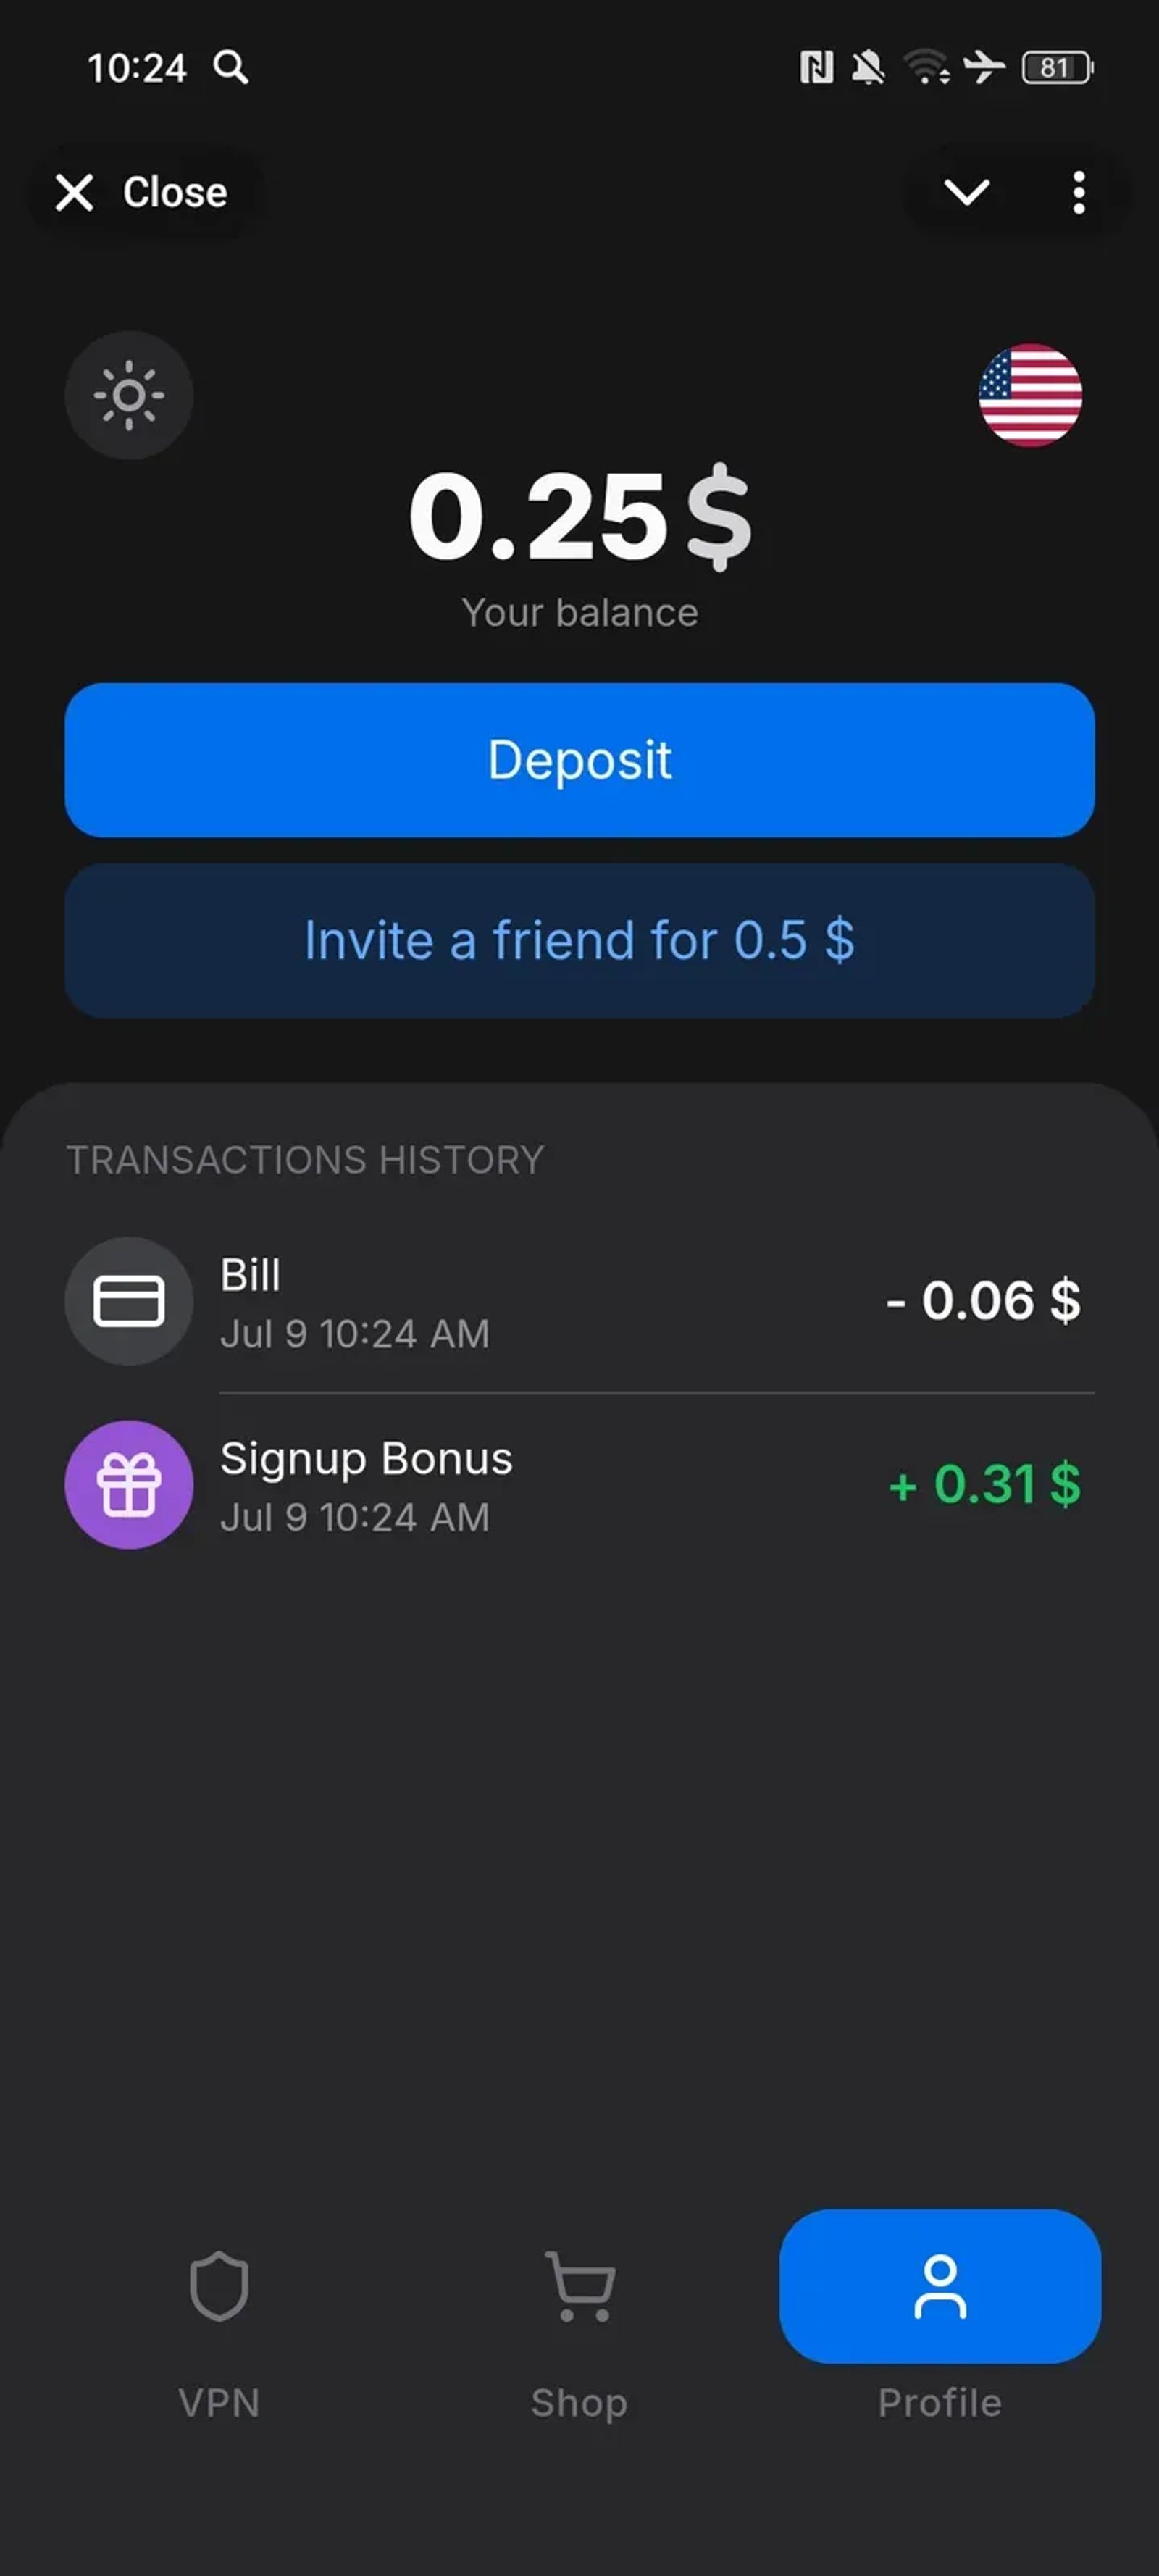 10:24
81
Close
0.25$
Your balance
Deposit
Invite a friend for 0.5 $
TRANSACTIONS HISTORY
Bill
- 0.06 $
Jul 9 10:24 AM
Signup Bonus
+ 0.31 $
Jul 9 10:24 AM
VPN
Shop
Profile